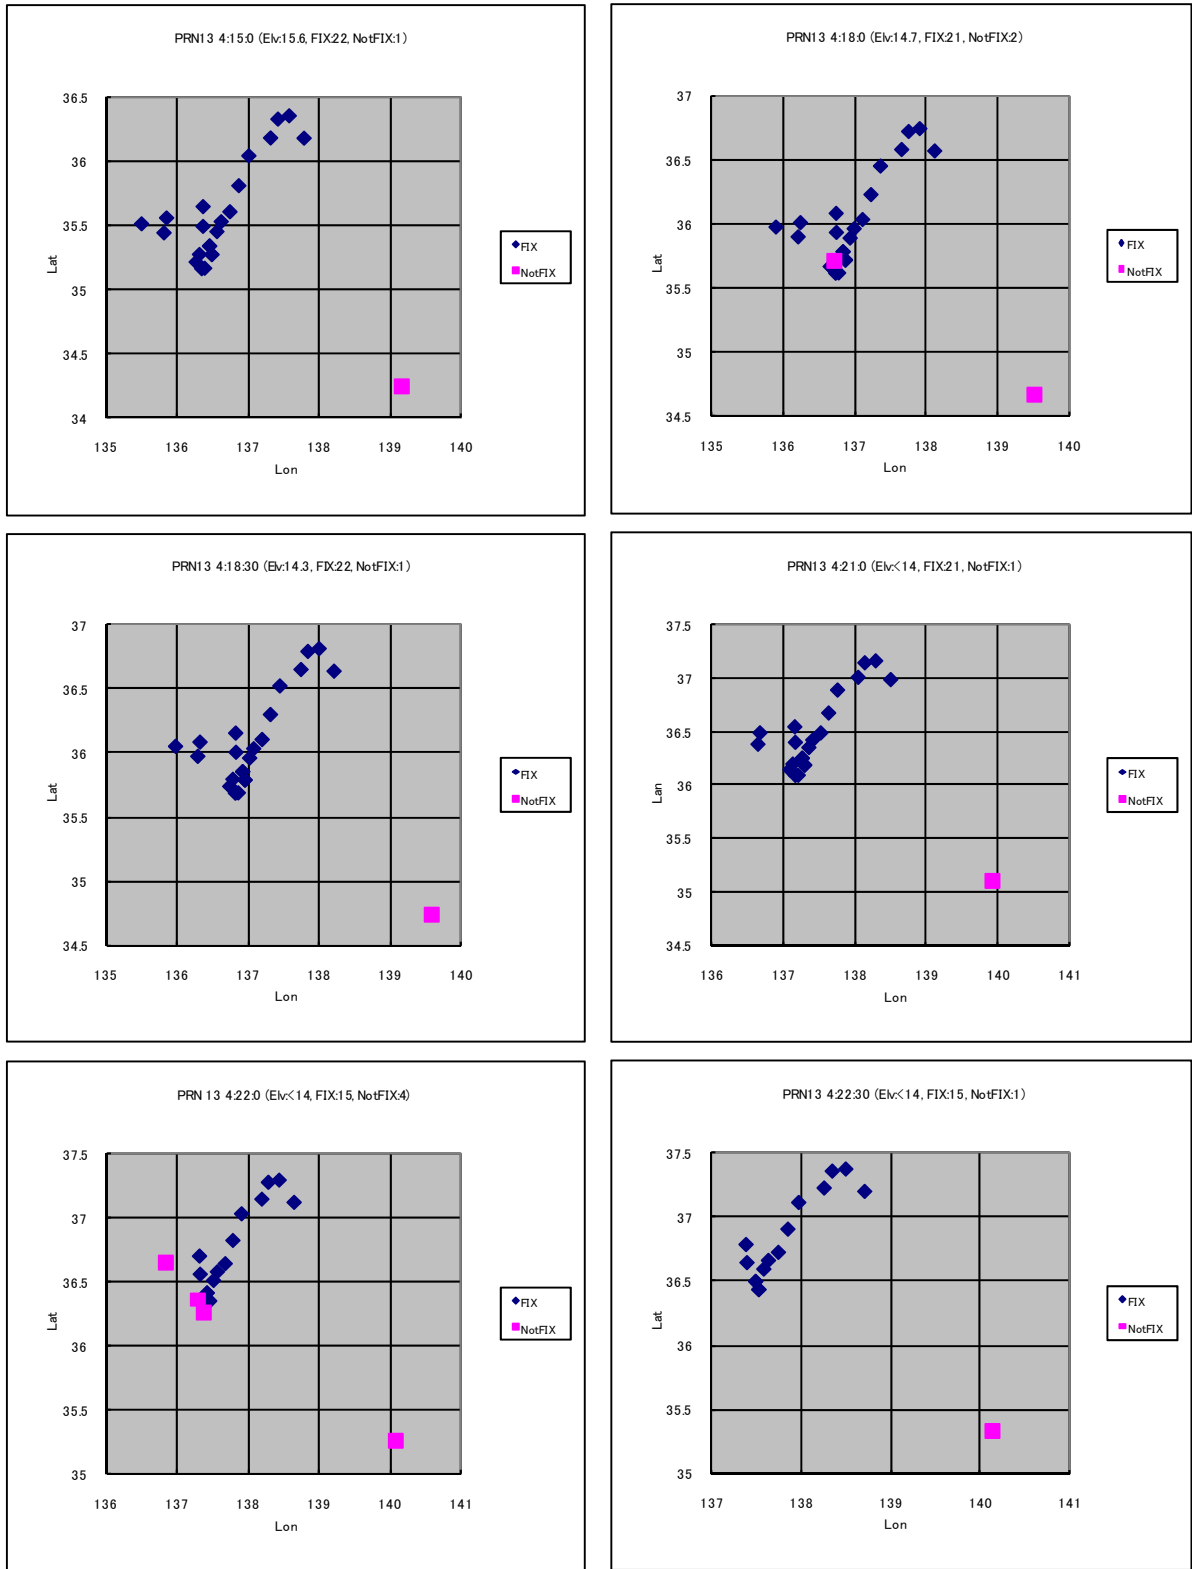 PRN13 4:15:0 (Elv:15.6, FIX:22, NotFIX:1)
36.5
36
35.5
35
34.5
34
Lat
135 136 137 138 139 140
Lon
FIX
NotFIX
PRN13 4:18:0 (Elv:14.7, FIX:21, NotFIX:2)
37
36.5
36
35.5
35
34.5
Lat
135 136 137 138 139 140
Lon
FIX
NotFIX
PRN13 4:18:30 (Elv:14.3, FIX:22, NotFIX:1)
37
36.5
36
35.5
35
34.5
Lat
135 136 137 138 139 140
Lon
FIX
NotFIX
PRN13 4:21:0 (Elv:<14, FIX:21, NotFIX:1)
37.5
37
36.5
36
35.5
35
34.5
Lan
136 137 138 139 140 141
Lon
FIX
NotFIX
PRN 13 4:22:0 (Elv:<14, FIX:15, NotFIX:4)
37.5
37
36.5
36
35.5
35
Lat
136 137 138 139 140 141
Lon
FIX
NotFIX
PRN13 4:22:30 (Elv:<14, FIX:15, NotFIX:1)
37.5
37
36.5
36
35.5
35
Lat
137 138 139 140 141
Lon
FIX
NotFIX